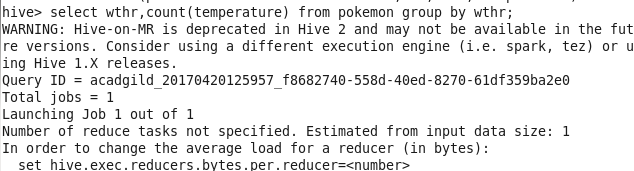 hive> select wthr,count(temperature) from pokemon group by wthr;
WARNING: Hive-on-MR is deprecated in Hive 2 and may not be available in the fut
re versions. Consider using a different execution engine (i.e. spark, tez) or u
ing Hive 1.X releases.
Query ID = acadgild_20170420125957_f8682740-558d-40ed-8270-61df359ba2e0
Total jobs = 1
Launching Job 1 out of 1
Number of reduce tasks not specified. Estimated from input data size: 1
In order to change the average load for a reducer (in bytes):
  set hive.exec.reducers.bytes.per.reducer=<number>